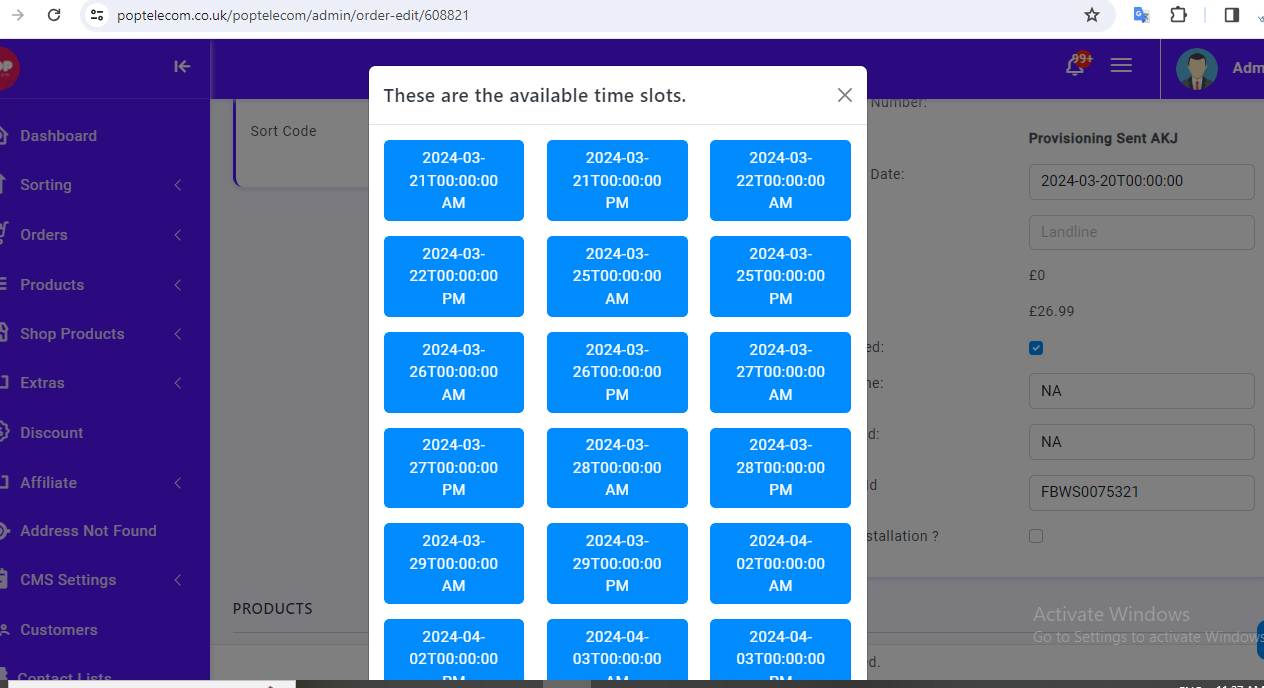 poptelecom.co.uk/poptelecom/admin/order-edit/608821
99+
Adm
Dashboard
Sorting
Orders
Products
Shop Products
Extras
Discount
Affiliate
Address Not Found
CMS Settings
Customers
Contact Lists
Sort Code
These are the available time slots.
2024-03-
21T00:00:00
AM
2024-03-
21T00:00:00
PM
2024-03-
22T00:00:00
AM
2024-03-
22T00:00:00
PM
2024-03-
25T00:00:00
AM
2024-03-
25T00:00:00
PM
2024-03-
26T00:00:00
AM
2024-03-
26T00:00:00
PM
2024-03-
27T00:00:00
AM
2024-03-
27T00:00:00
PM
2024-03-
28T00:00:00
AM
2024-03-
28T00:00:00
PM
2024-03-
29T00:00:00
AM
2024-03-
29T00:00:00
PM
2024-04-
02T00:00:00
AM
2024-04-
02T00:00:00
PM
2024-04-
03T00:00:00
AM
2024-04-
03T00:00:00
PM
Number:
Provisioning Sent AKJ
Date:
2024-03-20T00:00:00
Landline
£0
£26.99
ed:
ne:
NA
d:
NA
Id
FBWS0075321
stallation ?
PRODUCTS
Activate Windows
Go to Settings to activate Windows
d.